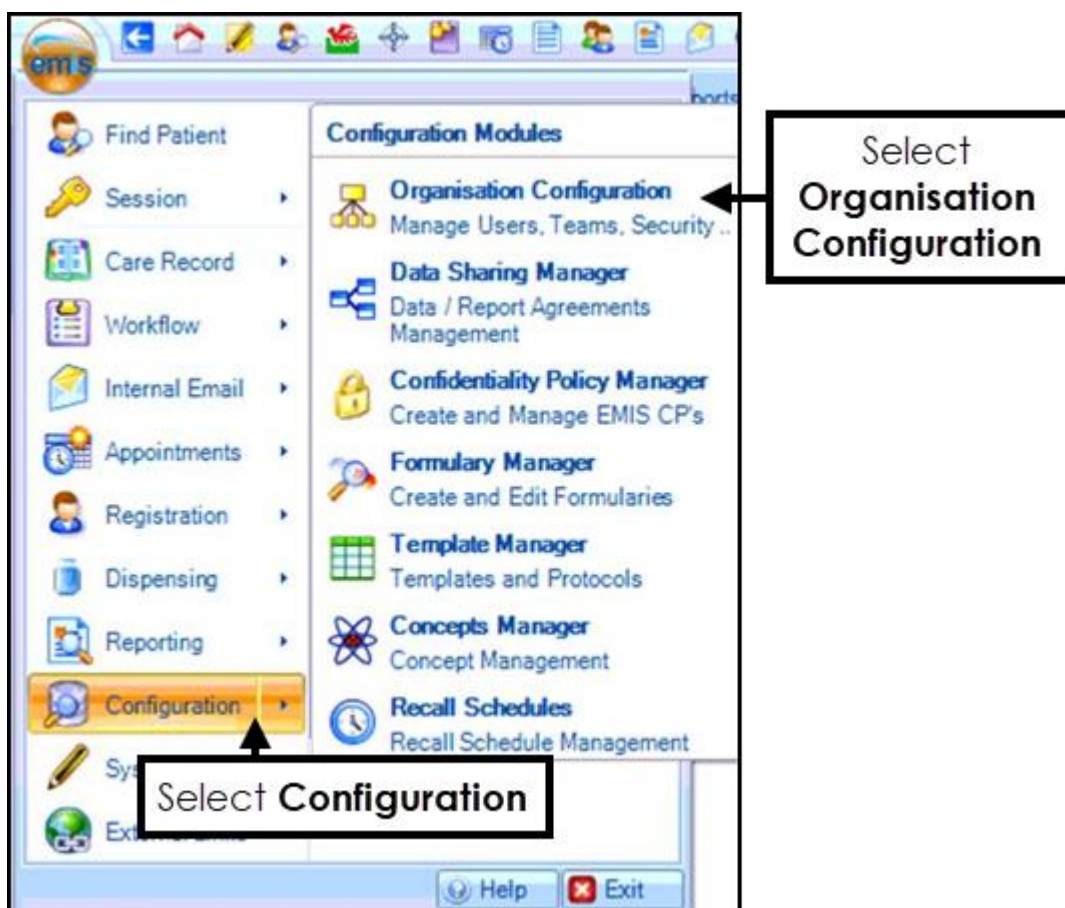 emis
ports
Find Patient
Session
Care Record
Workflow
Internal Email
Appointments
Registration
Dispensing
Reporting
Configuration
Configuration Modules
Organisation Configuration
Manage Users, Teams, Security ..
Data Sharing Manager
Data / Report Agreements
Management
Confidentiality Policy Manager
Create and Manage EMIS CP's
Formulary Manager
Create and Edit Formularies
Template Manager
Templates and Protocols
Concepts Manager
Concept Management
Recall Schedules
Recall Schedule Management
Select
Organisation
Configuration
Sys
Select Configuration
Help
Exit